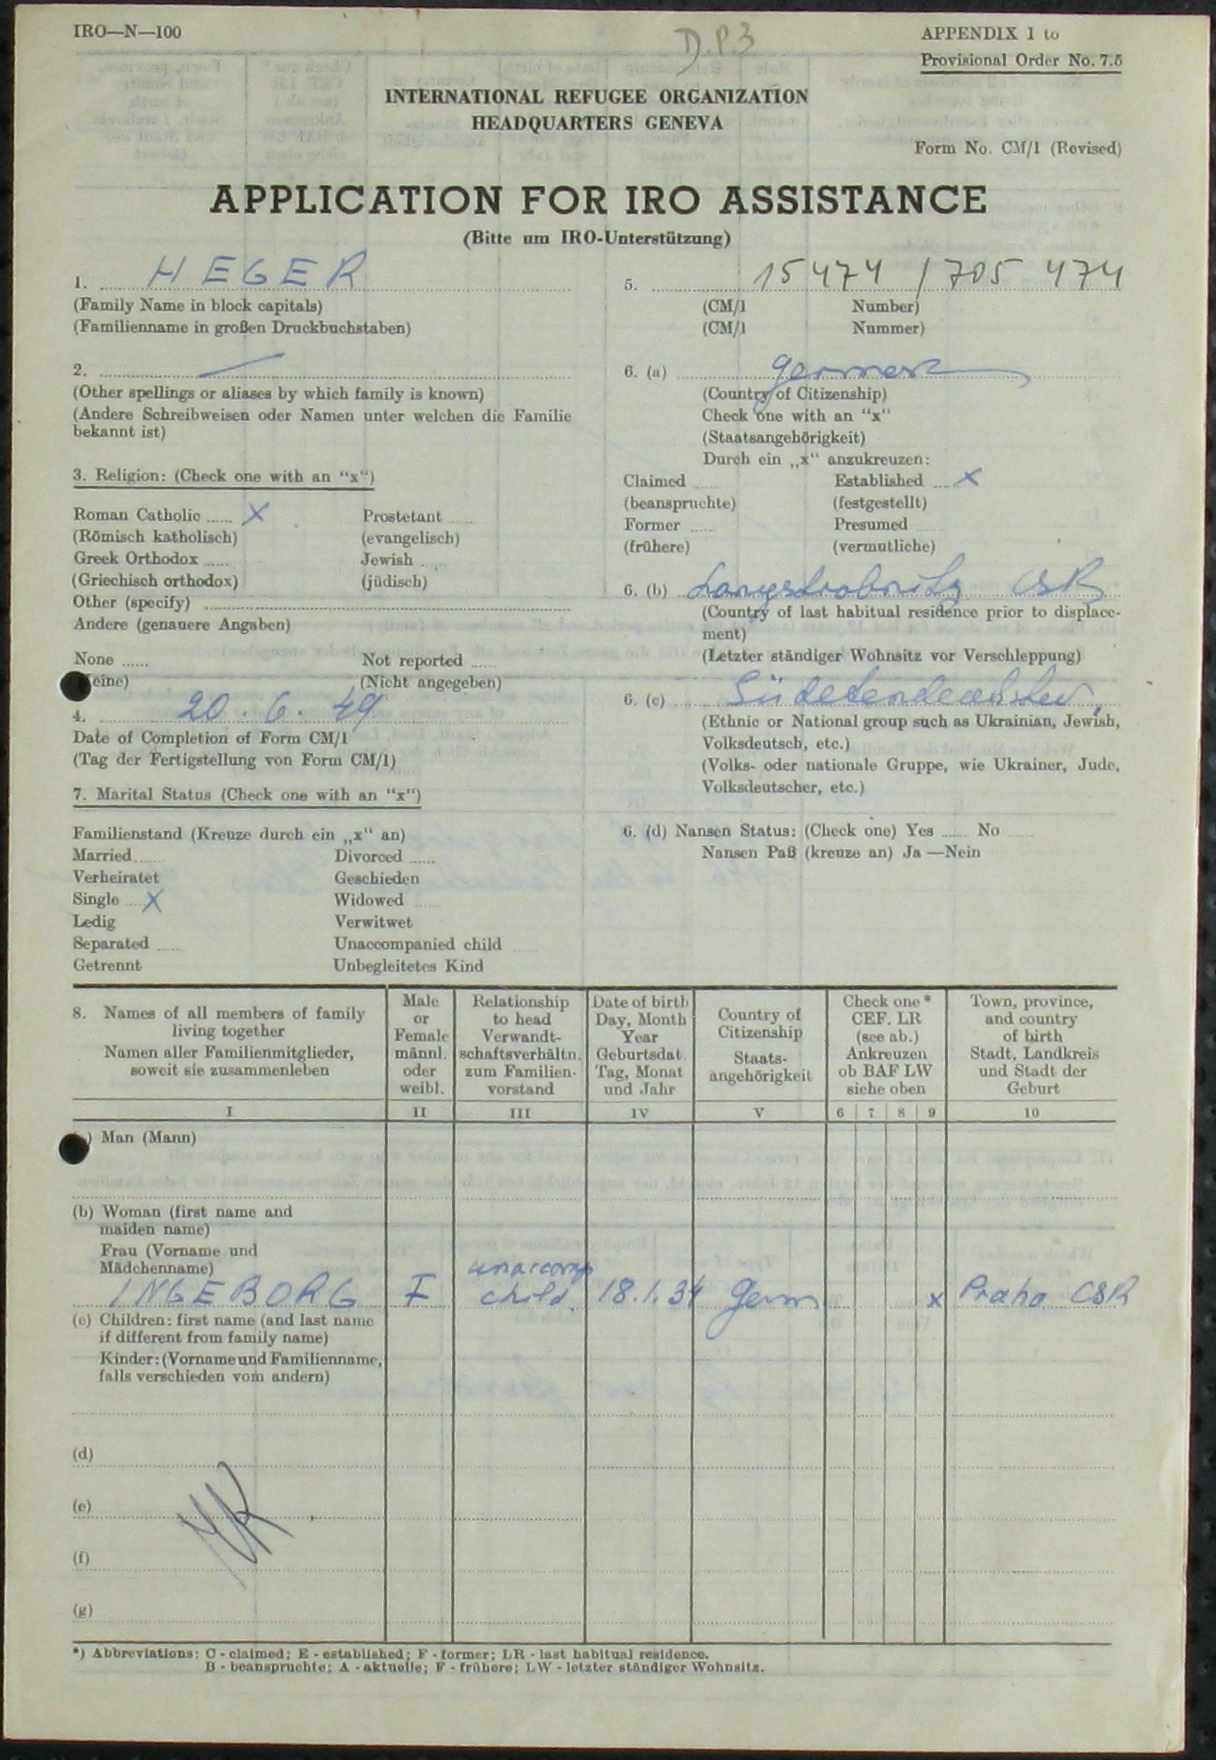 IRO—N—100
D.P3
APPENDIX 1 to
Provisional Order No. 7.5
INTERNATIONAL REFUGEE ORGANIZATION
HEADQUARTERS GENEVA
Form No. CM/1 (Revised)
APPLICATION FOR IRO ASSISTANCE
(Bitte um IRO-Unterstützung)
1. HEGER
(Family Name in block capitals)
(Familienname in großen Druckbuchstaben)
2. —
(Other spellings or aliases by which family is known)
(Andere Schreibweisen oder Namen unter welchen die Familie
bekannt ist)
3. Religion: (Check one with an "x")
Roman Catholic ...... X Prostetant .....
(Römisch katholisch) (evangelisch)
Greek Orthodox ..... Jewish .....
(Griechisch orthodox) (jüdisch)
Other (specify)
Andere (genauere Angaben)
None ...... Not reported .....
eine) (Nicht angegeben)
4. 20. 6. 49
Date of Completion of Form CM/1
(Tag der Fertigstellung von Form CM/1)
5. 15474 / 705 474
(CM/1 Number)
(CM/1 Nummer)
6. (a)
(Country of Citizenship)
Check one with an "x"
(Staatsangehörigkeit)
Durch ein „x" anzukreuzen:
Claimed ..... Established .... X
(beanspruchte) (festgestellt)
Former ..... Presumed
(frühere) (vermutliche)
6. (b) CSR
(Country of last habitual residence prior to displace-
ment)
(Letzter ständiger Wohnsitz vor Verschleppung)
6. (c)
(Ethnic or National group such as Ukrainian, Jewish,
Volksdeutsch, etc.)
(Volks- oder nationale Gruppe, wie Ukrainer, Jude,
Volksdeutscher, etc.)
7. Marital Status (Check one with an "x")
Familienstand (Kreuze durch ein „x" an)
Married ..... Divorced ......
Verheiratet Geschieden
Single .... X Widowed
Ledig Verwitwet
Separated ..... Unaccompanied child
Getrennt Unbegleitetes Kind
6. (d) Nansen Status: (Check one) Yes ..... No .....
Nansen Paß (kreuze an) Ja —Nein
8. Names of all members of family
living together
Namen aller Familienmitglieder,
soweit sie zusammenleben
Male
or
Female
männl.
oder
weibl.
Relationship
to head
Verwandt-
schaftsverhältn.
zum Familien-
vorstand
Date of birth
Day, Month
Year
Geburtsdat.
Tag, Monat
und Jahr
Country of
Citizenship
Staats-
angehörigkeit
Check one *
CEF. LR
(see ab.)
Ankreuzen
ob BAF LW
siehe oben
Town, province,
and country
of birth
Stadt, Landkreis
und Stadt der
Geburt
I II III IV V 6 7 8 9 10
) Man (Mann)
(b) Woman (first name and
maiden name)
Frau (Vorname und
Mädchenname)
unaccomp
INGEBORG F child. 18.1.34 germ x Praha CSR
(c) Children: first name (and last name
if different from family name)
Kinder: (Vorname und Familienname,
falls verschieden vom andern)
(d)
(e)
(f)
(g)
*) Abbreviations: C - claimed; E - established; F - former; LR - last habitual residence.
B - beanspruchte; A - aktuelle; F - frühere; LW - letzter ständiger Wohnsitz.